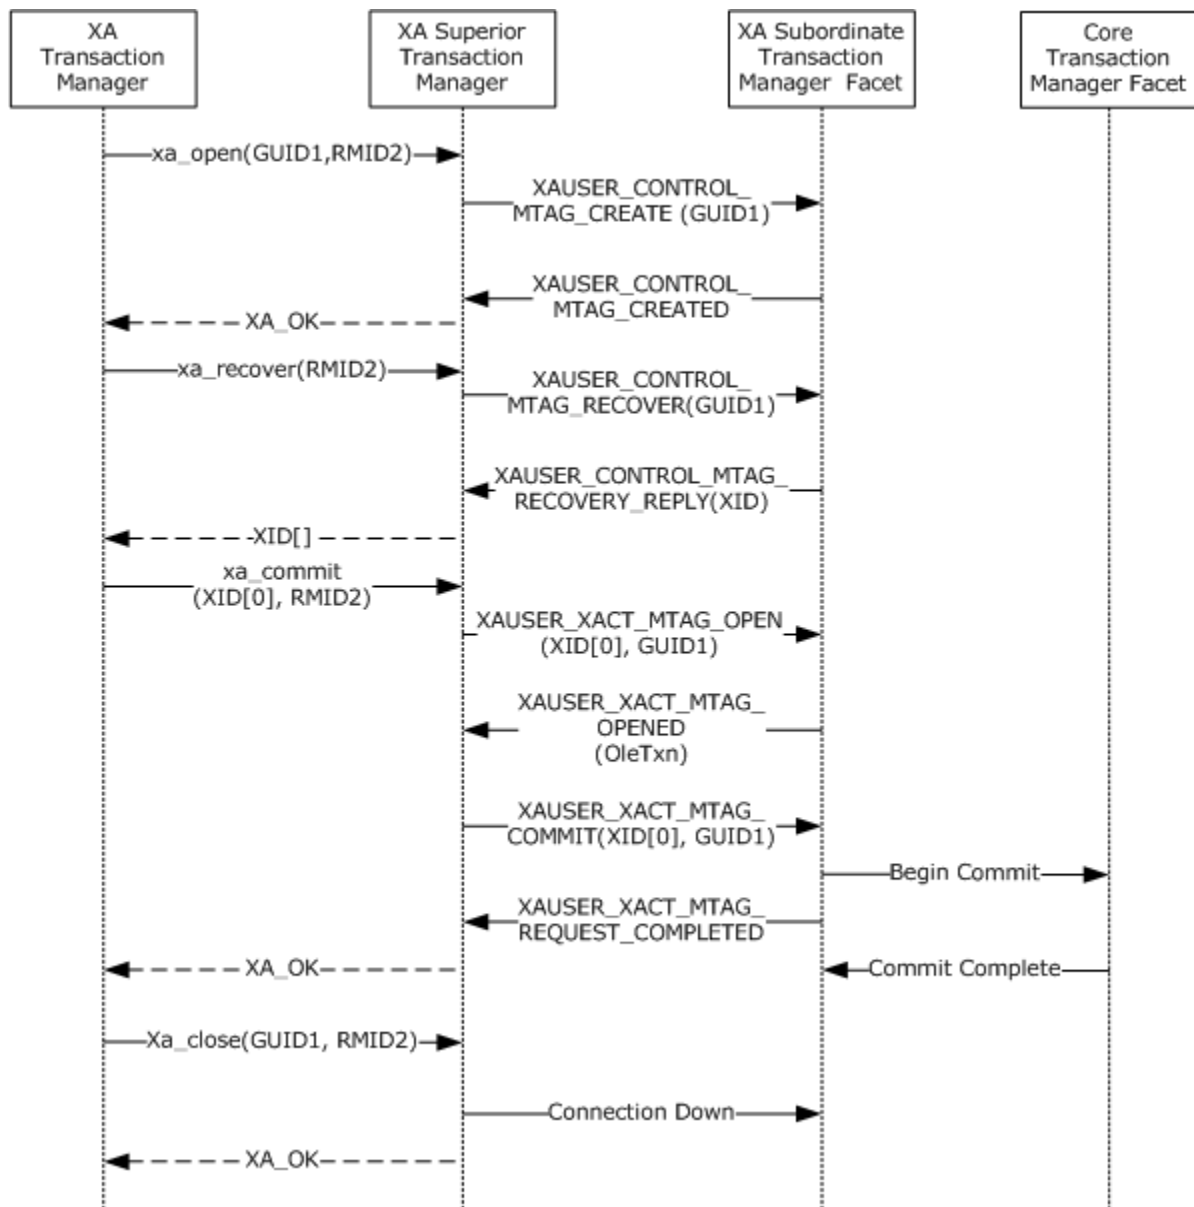 XA
Transaction
Manager
XA Superior
Transaction
Manager
XA Subordinate
Transaction
Manager Facet
Core
Transaction
Manager Facet
xa_open(GUID1,RMID2)
XAUSER_CONTROL_
MTAG_CREATE (GUID1)
XAUSER_CONTROL_
MTAG_CREATED
XA_OK
xa_recover(RMID2)
XAUSER_CONTROL_
MTAG_RECOVER(GUID1)
XAUSER_CONTROL_MTAG_
RECOVERY_REPLY(XID)
XID[]
xa_commit
(XID[0], RMID2)
XAUSER_XACT_MTAG_OPEN
(XID[0], GUID1)
XAUSER_XACT_MTAG_
OPENED
(OleTxn)
XAUSER_XACT_MTAG_
COMMIT(XID[0], GUID1)
Begin Commit
XAUSER_XACT_MTAG_
REQUEST_COMPLETED
XA_OK
Commit Complete
Xa_close(GUID1, RMID2)
Connection Down
XA_OK